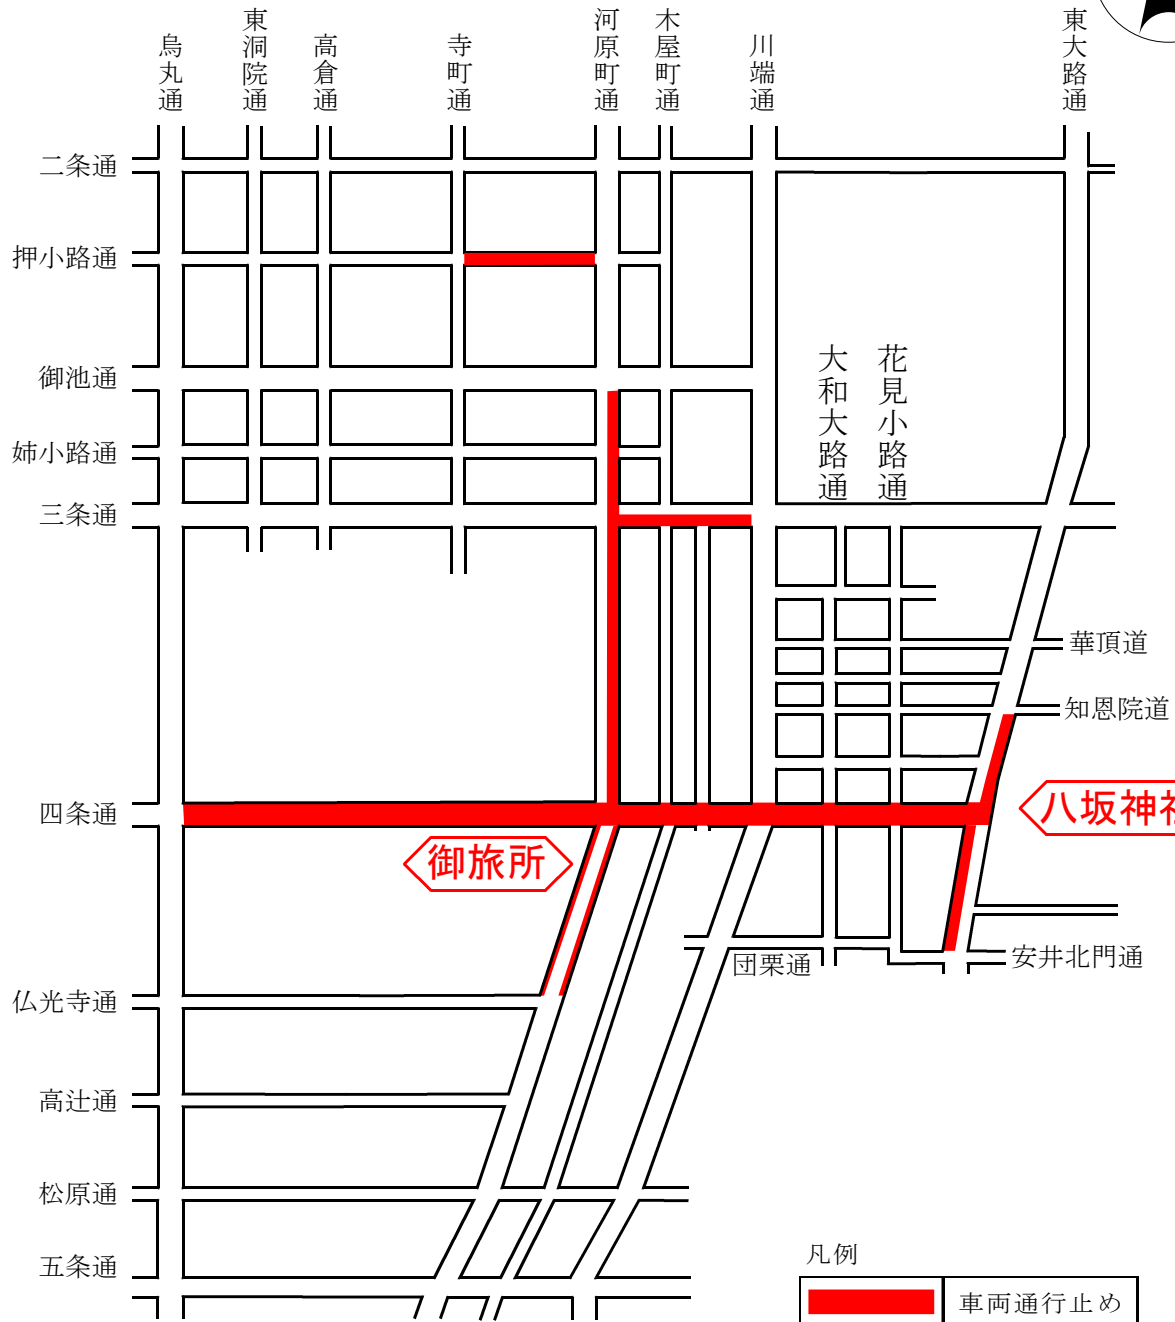 烏丸通
東洞院通
高倉通
寺町通
河原町通
木屋町通
川端通
東大路通
二条通
押小路通
御池通
姉小路通
三条通
大和大路通
花見小路通
華頂道
知恩院道
四条通
八坂神社
御旅所
団栗通
安井北門通
仏光寺通
高辻通
松原通
五条通
凡例
車両通行止め